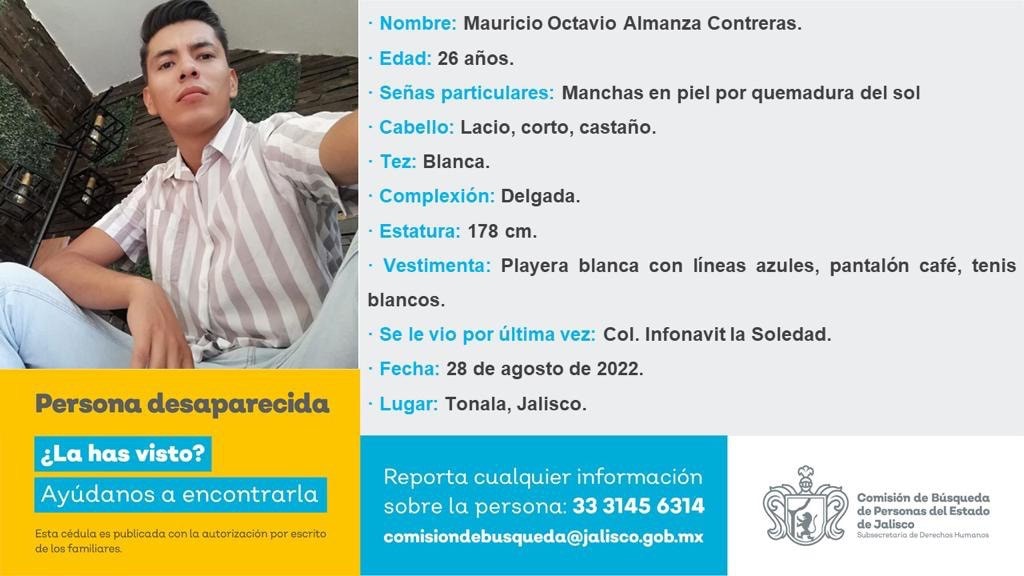 · Nombre: Mauricio Octavio Almanza Contreras.
· Edad: 26 años.
· Señas particulares: Manchas en piel por quemadura del sol
· Cabello: Lacio, corto, castaño.
· Tez: Blanca.
· Complexión: Delgada.
· Estatura: 178 cm.
· Vestimenta: Playera blanca con líneas azules, pantalón café, tenis
blancos.
· Se le vio por última vez: Col. Infonavit la Soledad.
· Fecha: 28 de agosto de 2022.
· Lugar: Tonala, Jalisco.
Persona desaparecida
¿La has visto?
Ayúdanos a encontrarla
Esta cédula es publicada con la autorización por escrito
de los familiares.
Reporta cualquier información
sobre la persona: 33 3145 6314
comisiondebusqueda@jalisco.gob.mx
Comisión de Búsqueda
de Personas del Estado
de Jalisco
Subsecretaría de Derechos Humanos